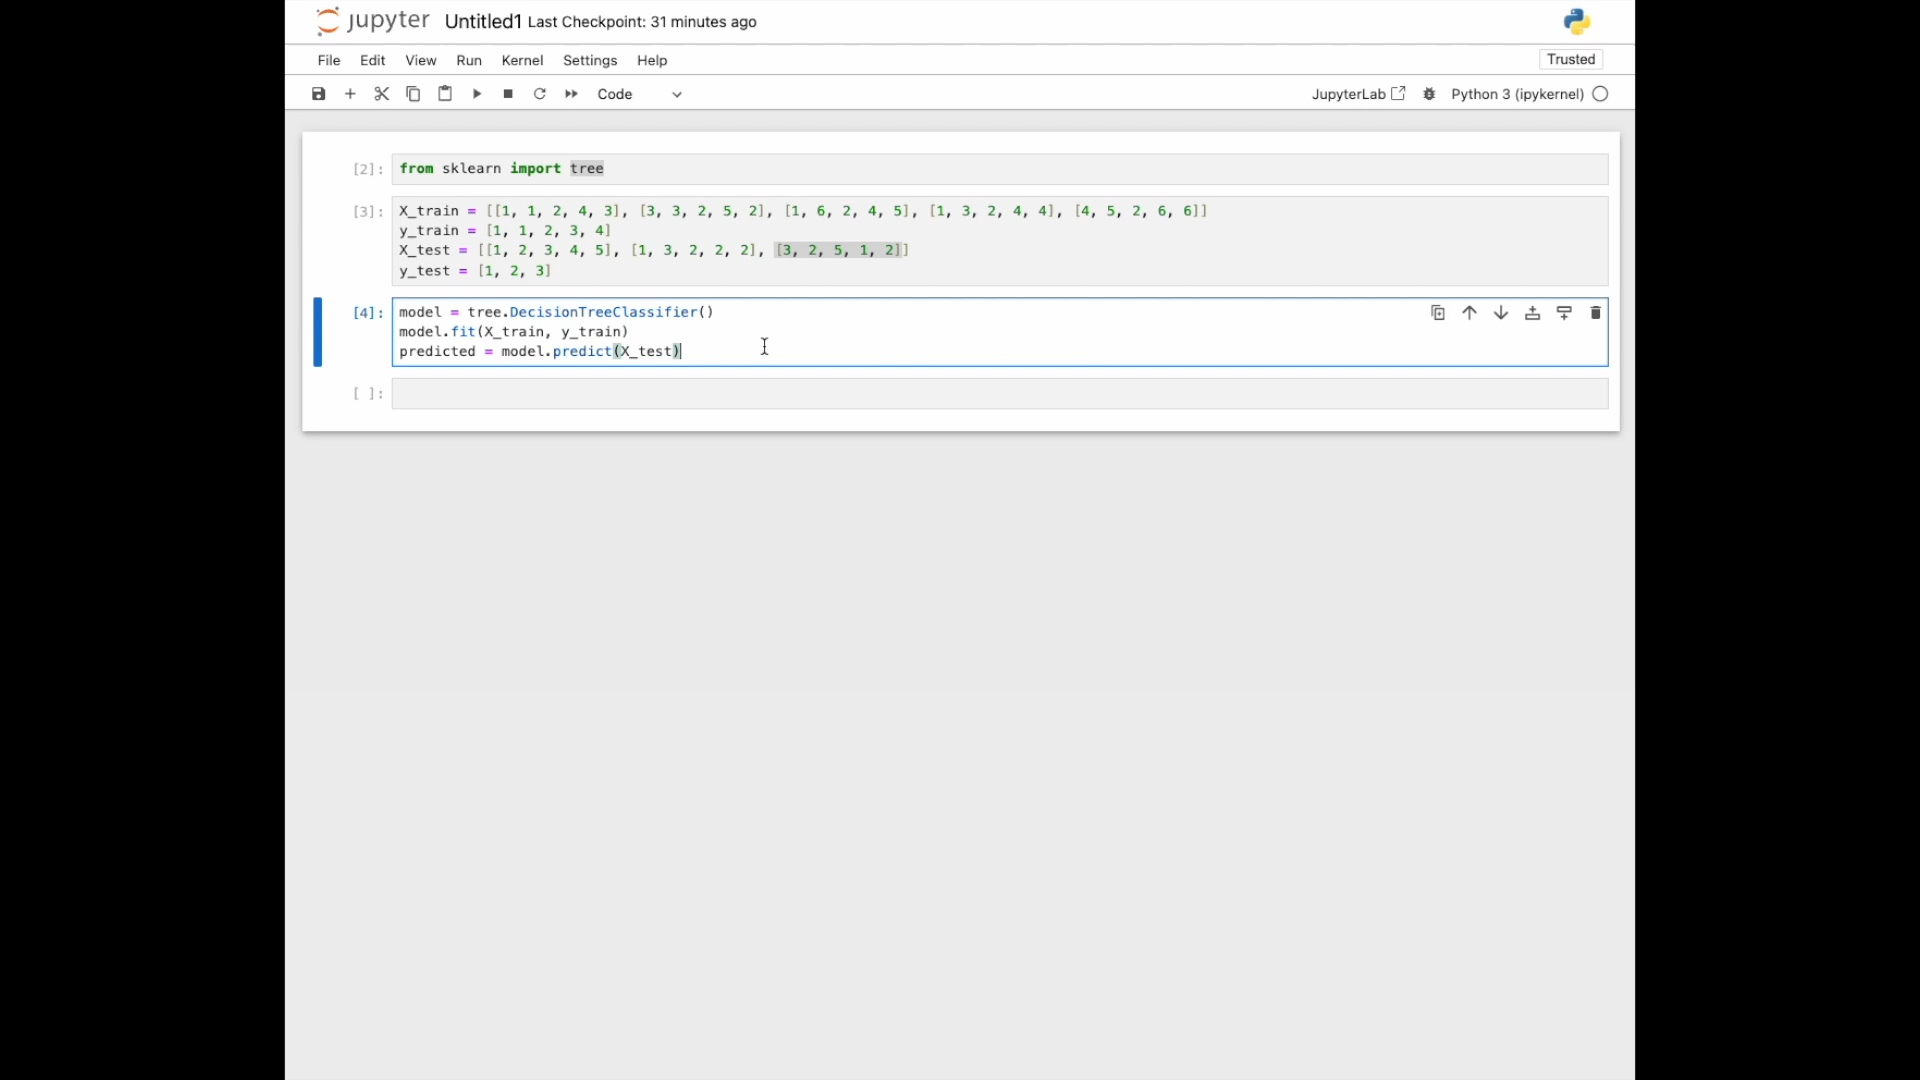 jupyter Untitled1 Last Checkpoint: 31 minutes ago
File Edit View Run Kernel Settings Help Trusted
Code JupyterLab Python 3 (ipykernel)
[2]: from sklearn import tree
[3]: X_train = [[1, 1, 2, 4, 3], [3, 3, 2, 5, 2], [1, 6, 2, 4, 5], [1, 3, 2, 4, 4], [4, 5, 2, 6, 6]]
y_train = [1, 1, 2, 3, 4]
X_test = [[1, 2, 3, 4, 5], [1, 3, 2, 2, 2], [3, 2, 5, 1, 2]]
y_test = [1, 2, 3]
[4]: model = tree.DecisionTreeClassifier()
model.fit(X_train, y_train)
predicted = model.predict(X_test)
[ ]: